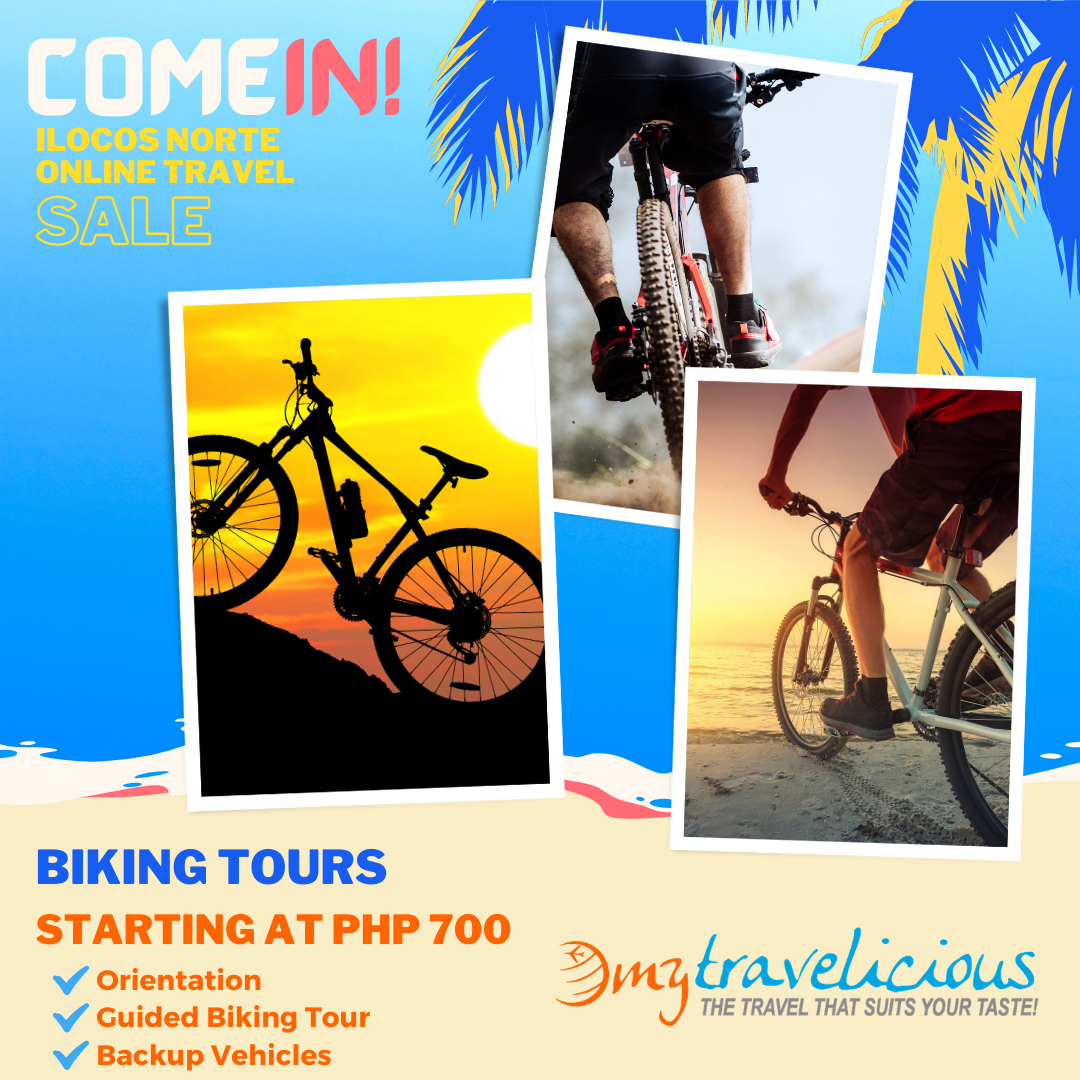 COMEIN!
ILOCOS NORTE
ONLINE TRAVEL
SALE
BIKING TOURS
STARTING AT PHP 700
Orientation
Guided Biking Tour
Backup Vehicles
mytravelicious
THE TRAVEL THAT SUITS YOUR TASTE!